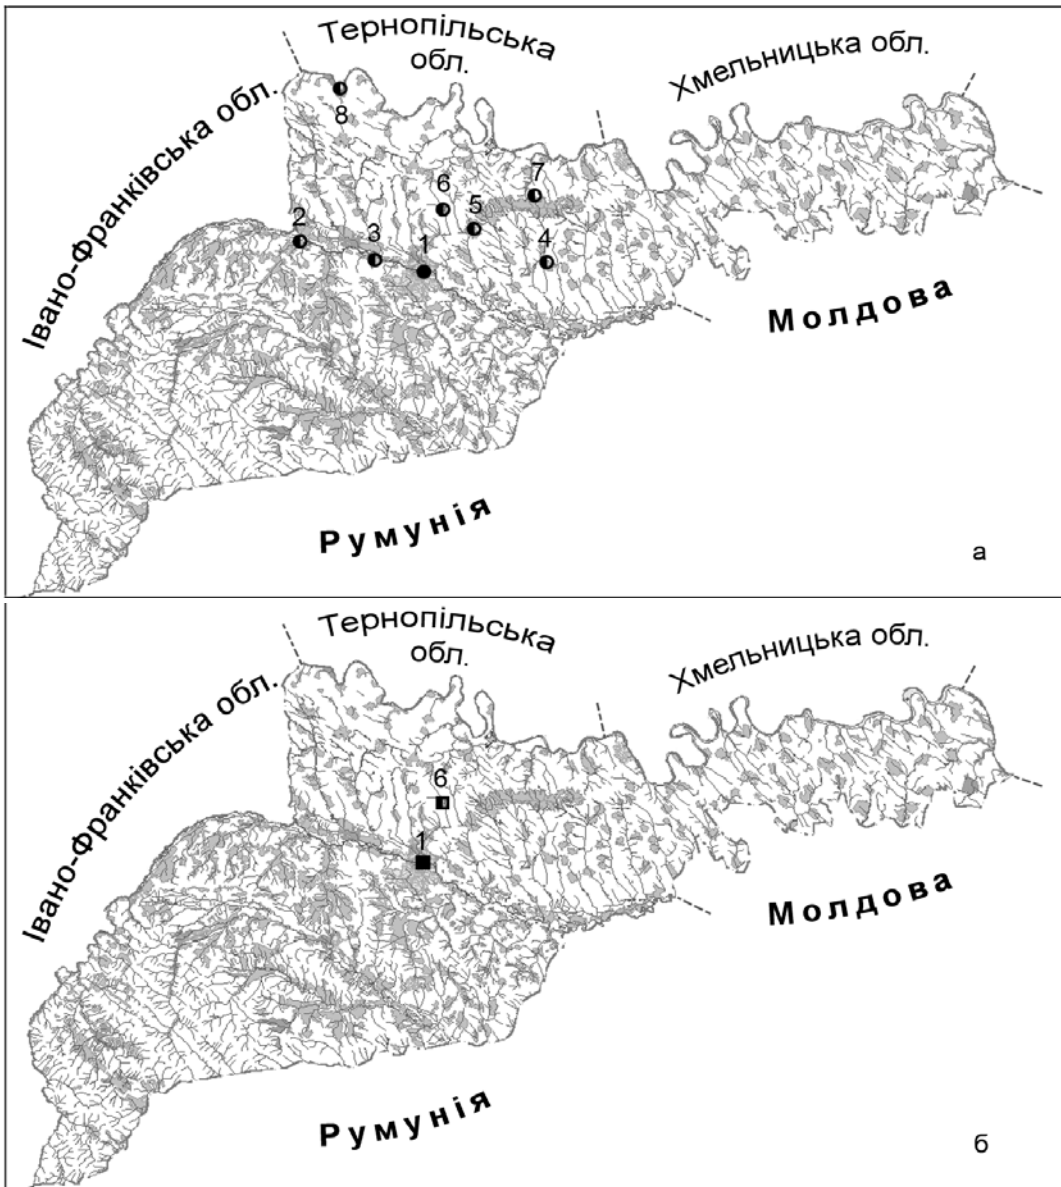 Тернопільська
обл.
Хмельницька обл.
Івано-Франківська обл.
8
6
7
2
5
3
1
4
Молдова
Румунія
а
Тернопільська
обл.
Хмельницька обл.
Івано-Франківська обл.
6
1
Молдова
Румунія
б